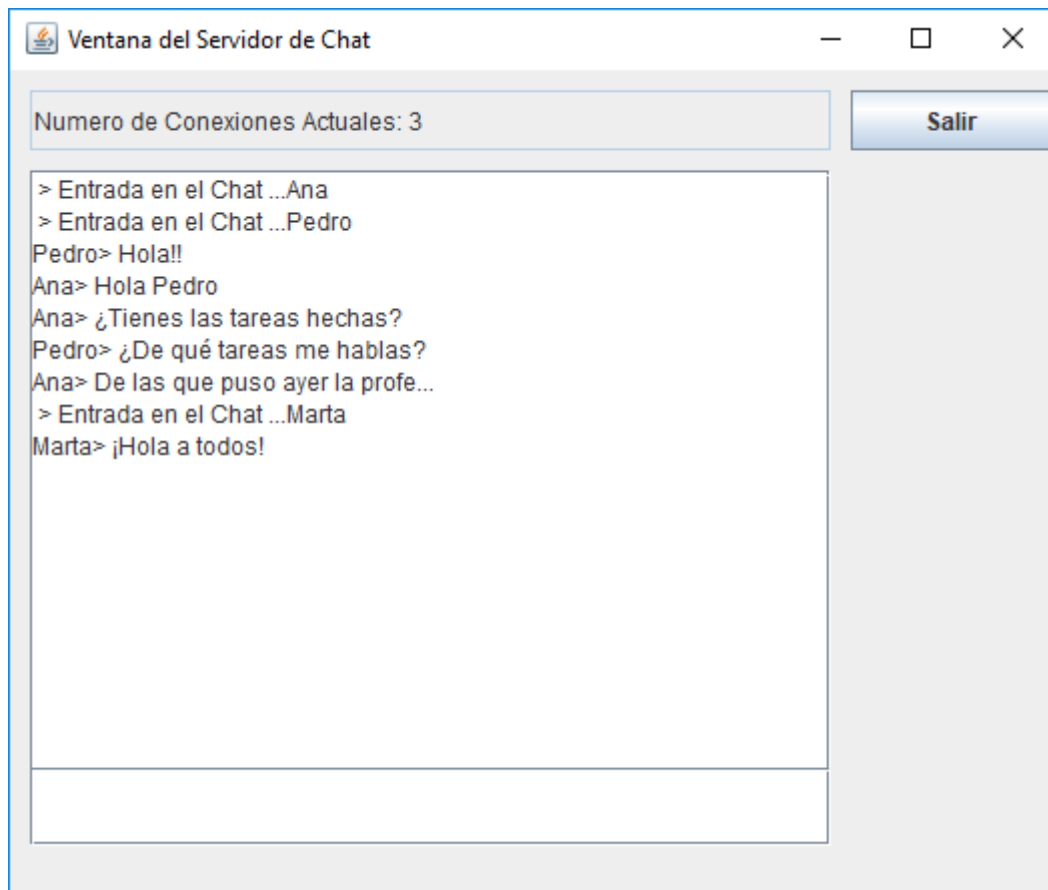 Ventana del Servidor de Chat
Numero de Conexiones Actuales: 3
Salir
> Entrada en el Chat ...Ana
> Entrada en el Chat ...Pedro
Pedro> Hola!!
Ana> Hola Pedro
Ana> ¿Tienes las tareas hechas?
Pedro> ¿De qué tareas me hablas?
Ana> De las que puso ayer la profe...
> Entrada en el Chat ...Marta
Marta> ¡Hola a todos!